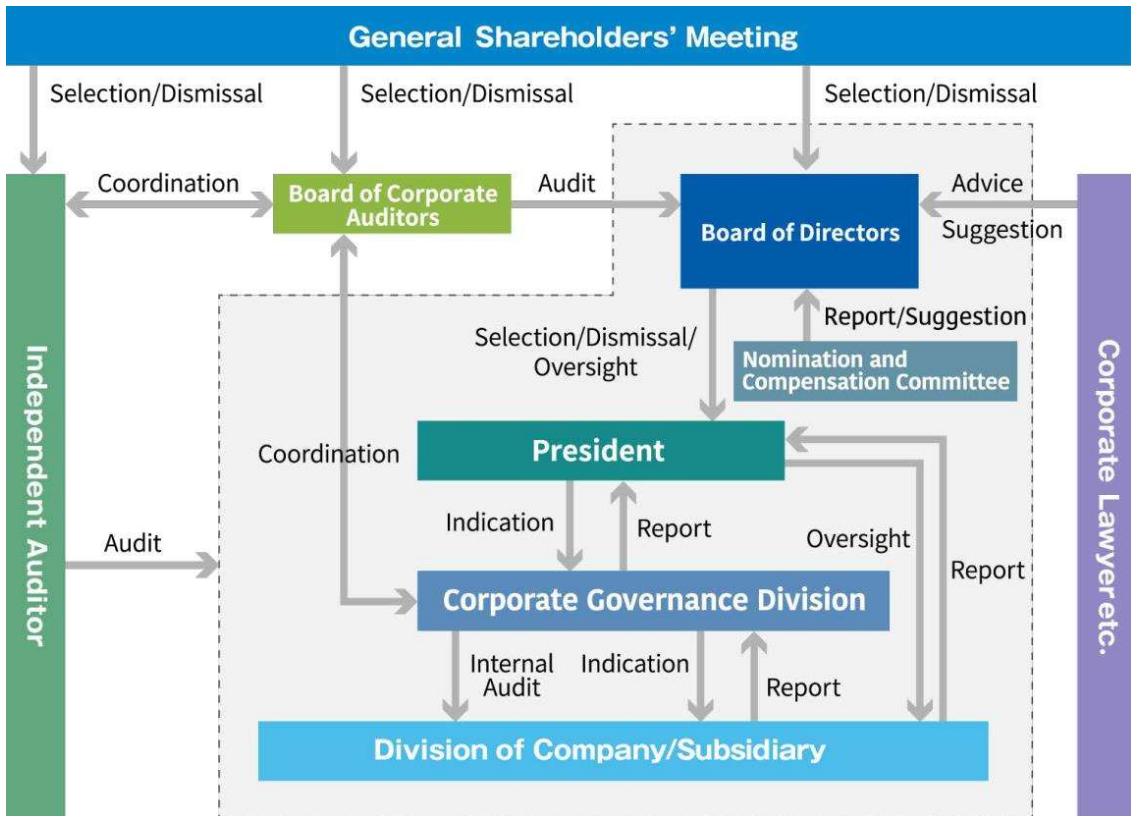 General Shareholders' Meeting
Selection/Dismissal
Selection/Dismissal
Selection/Dismissal
Coordination
Board of Corporate
Auditors
Audit
Board of Directors
Advice
Suggestion
Independent Auditor
Corporate Lawyer etc.
Selection/Dismissal/
Oversight
Report/Suggestion
Nomination and
Compensation Committee
President
Coordination
Indication
Report
Oversight
Report
Audit
Corporate Governance Division
Internal
Audit
Indication
Report
Division of Company/Subsidiary